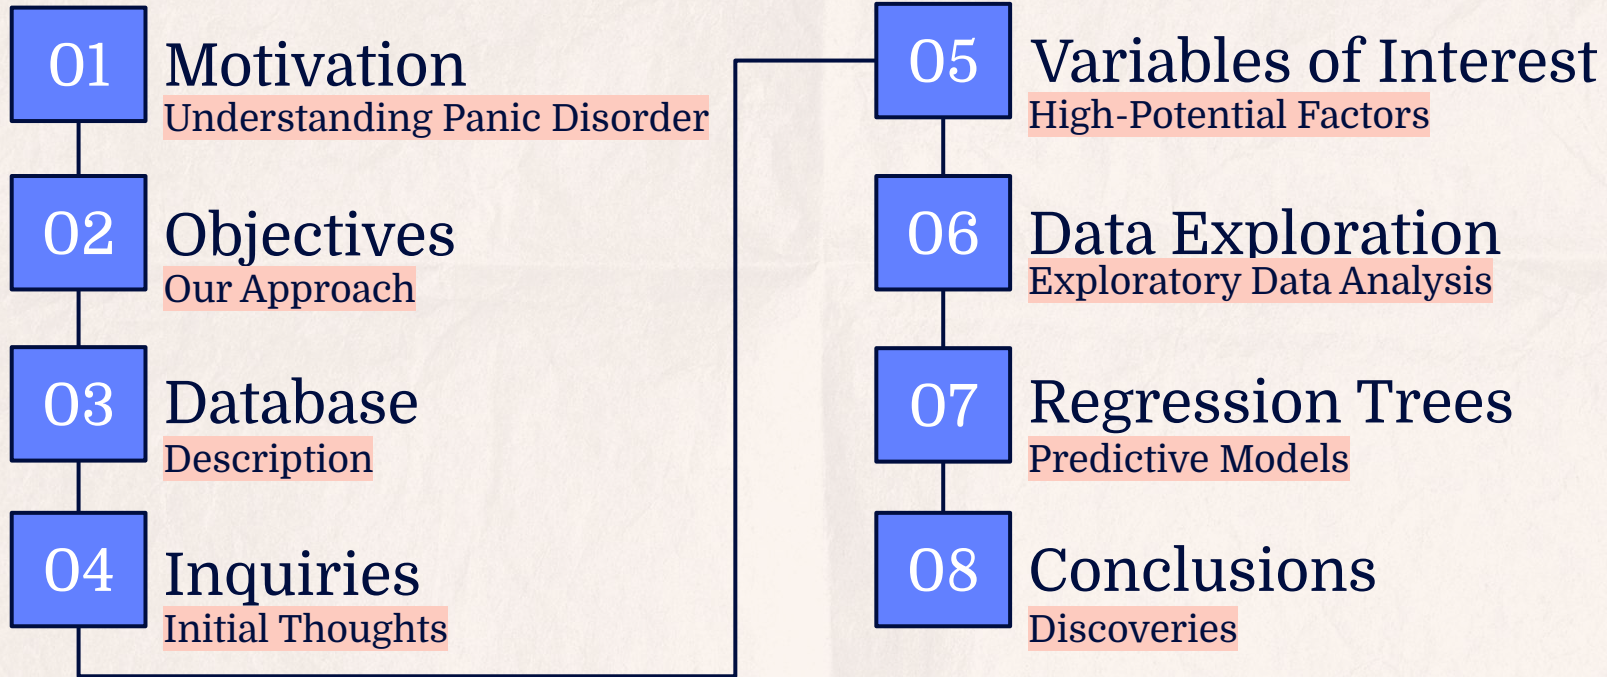 01
Motivation
Understanding Panic Disorder
02
Objectives
Our Approach
03
Database
Description
04
Inquiries
Initial Thoughts
05
Variables of Interest
High-Potential Factors
06
Data Exploration
Exploratory Data Analysis
07
Regression Trees
Predictive Models
08
Conclusions
Discoveries